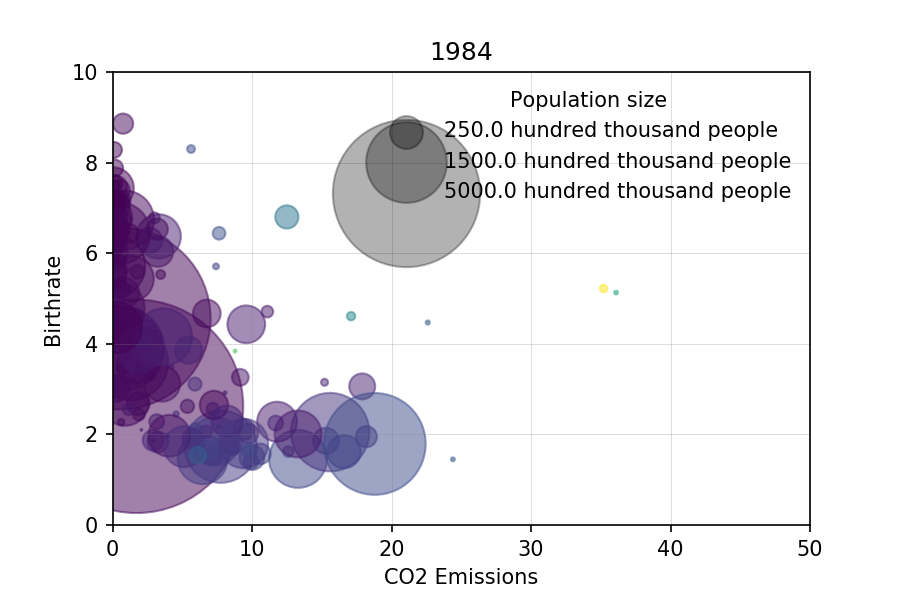 1984
Population size
250.0 hundred thousand people
1500.0 hundred thousand people
5000.0 hundred thousand people
10
8
6
4
2
0
Birthrate
0 10 20 30 40 50
CO2 Emissions